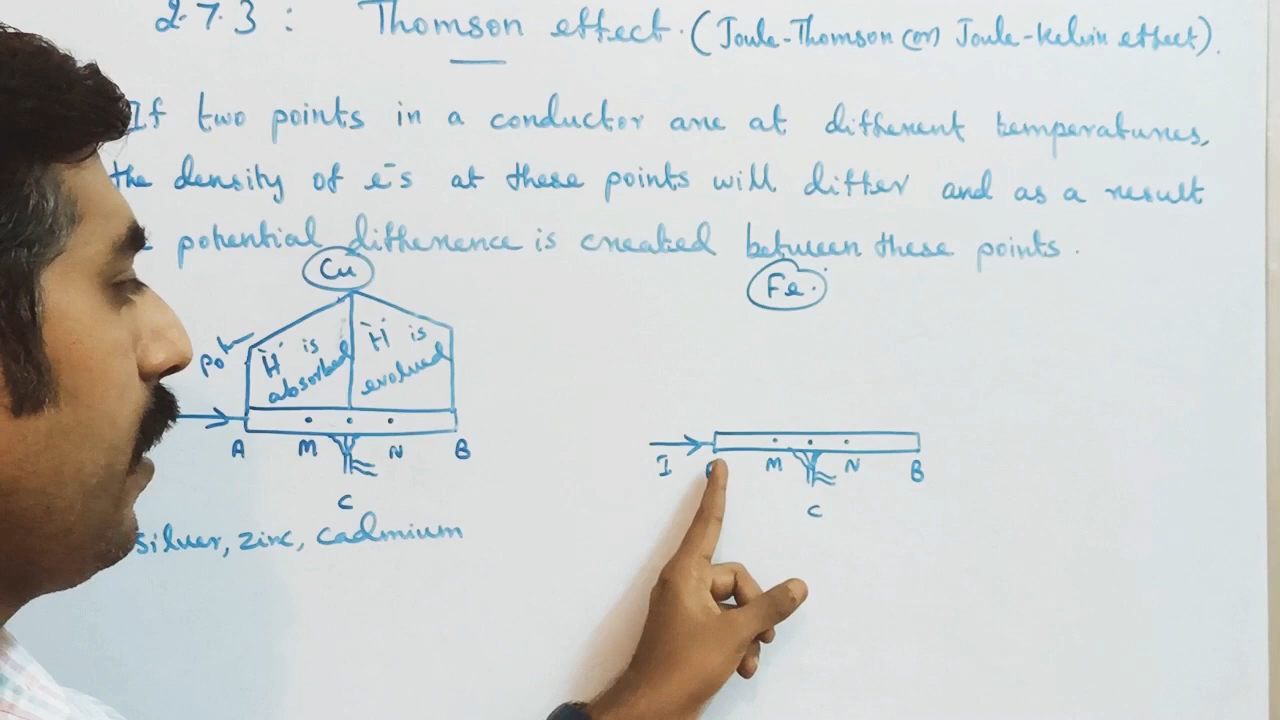 2.7.3 : Thomson effect. (Joule-Thomson (or) Joule-Kelvin effect).
If two points in a conductor are at different temperatures,
the density of e⁻s at these points will differ and as a result
potential difference is created between these points.
Cu
Fe.
pot
'H' is absorbed
'H' is evolved
A M N B
C
I
M N B
C
silver, zinc, cadmium